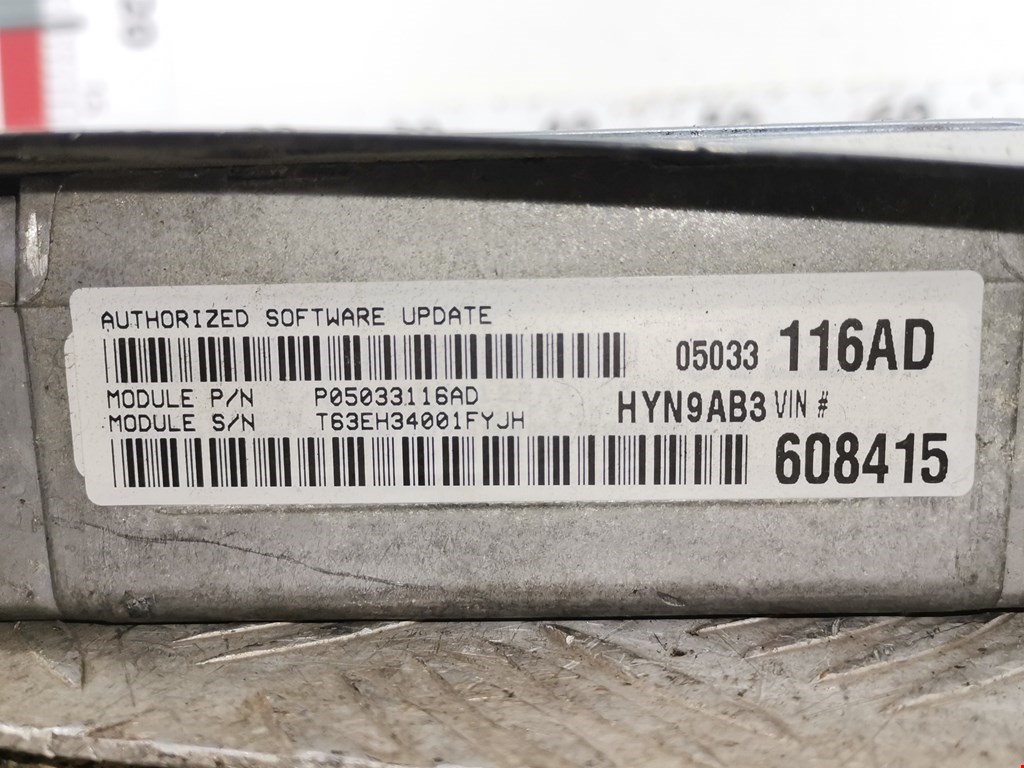 AUTHORIZED SOFTWARE UPDATE
05033 116AD
MODULE P/N P05033116AD
MODULE S/N T63EH34001FYJH
HYN9AB3 VIN #
608415